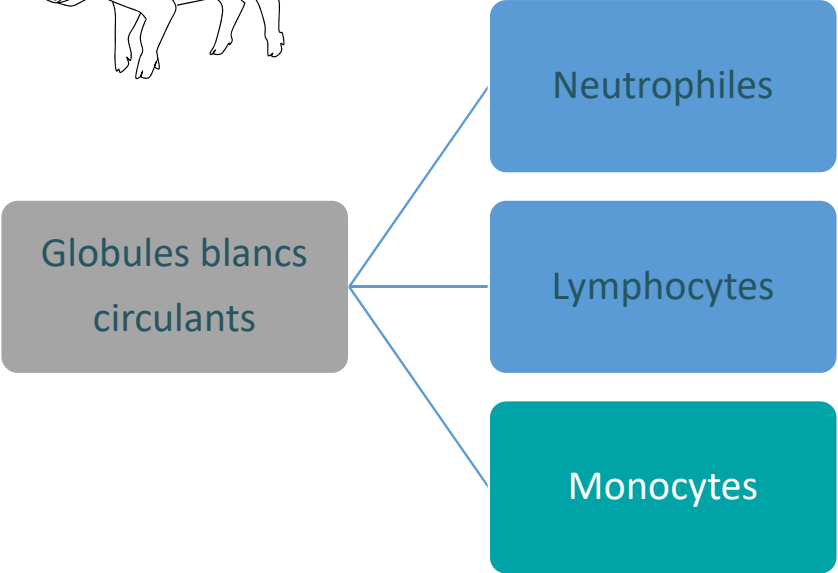 Neutrophiles
Globules blancs
circulants
Lymphocytes
Monocytes